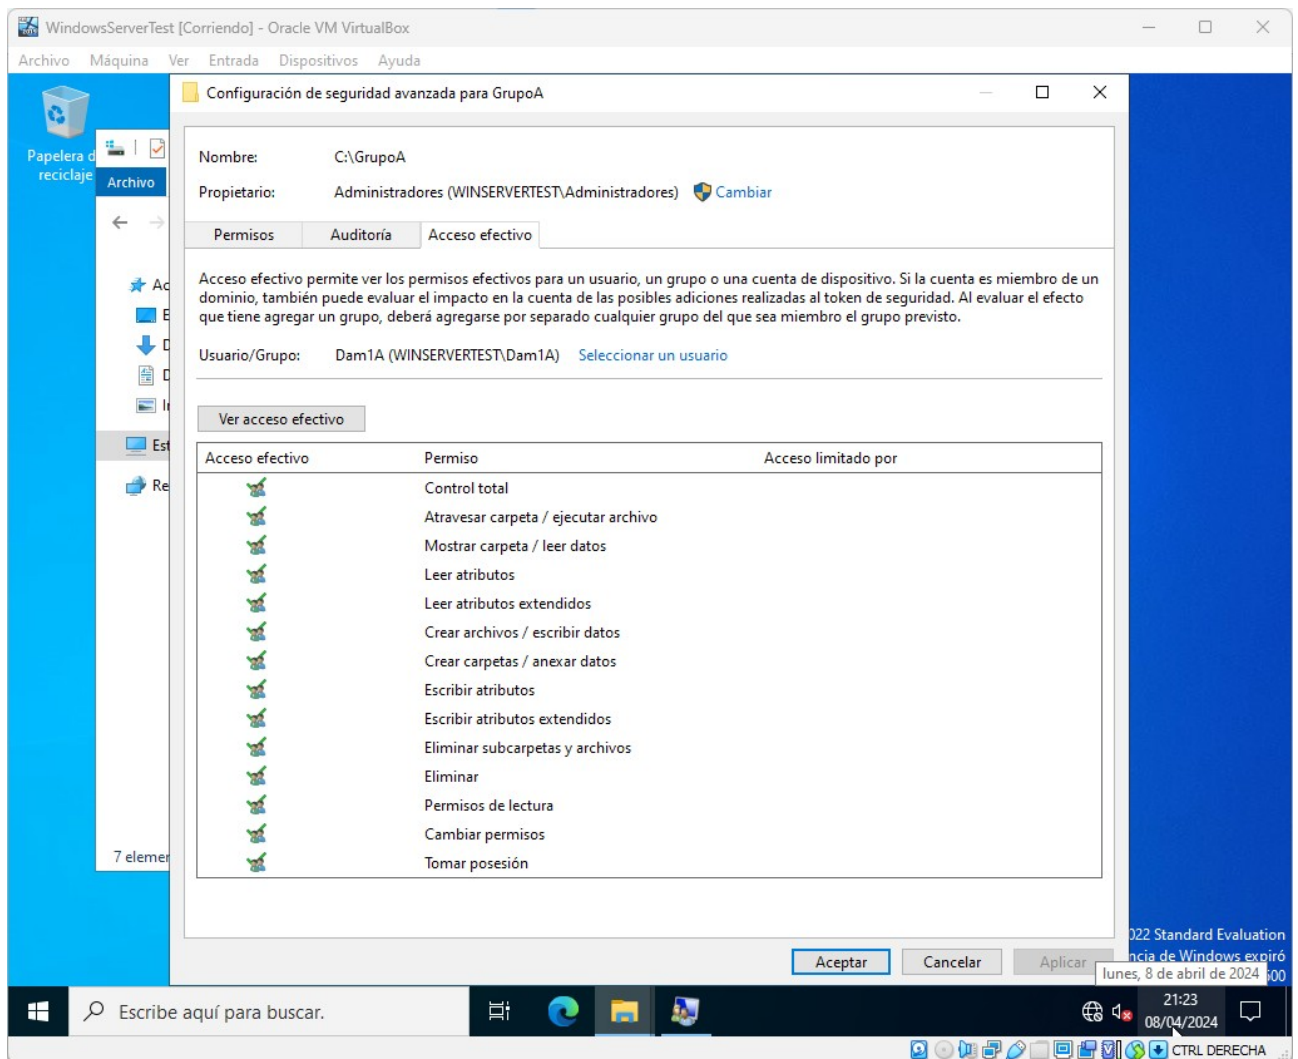 WindowsServerTest [Corriendo] - Oracle VM VirtualBox
Archivo Máquina Ver Entrada Dispositivos Ayuda
Configuración de seguridad avanzada para GrupoA
Papelera d
reciclaje
Archivo
Nombre: C:\GrupoA
Propietario: Administradores (WINSERVERTEST\Administradores) Cambiar
Permisos Auditoría Acceso efectivo
Acceso efectivo permite ver los permisos efectivos para un usuario, un grupo o una cuenta de dispositivo. Si la cuenta es miembro de un
dominio, también puede evaluar el impacto en la cuenta de las posibles adiciones realizadas al token de seguridad. Al evaluar el efecto
que tiene agregar un grupo, deberá agregarse por separado cualquier grupo del que sea miembro el grupo previsto.
Usuario/Grupo: Dam1A (WINSERVERTEST\Dam1A) Seleccionar un usuario
Ver acceso efectivo
Acceso efectivo Permiso Acceso limitado por
Control total
Atravesar carpeta / ejecutar archivo
Mostrar carpeta / leer datos
Leer atributos
Leer atributos extendidos
Crear archivos / escribir datos
Crear carpetas / anexar datos
Escribir atributos
Escribir atributos extendidos
Eliminar subcarpetas y archivos
Eliminar
Permisos de lectura
Cambiar permisos
Tomar posesión
Ac
Est
Re
7 elemer
Aceptar Cancelar Aplicar
022 Standard Evaluation
ncia de Windows expiró
lunes, 8 de abril de 2024
Escribe aquí para buscar.
21:23
08/04/2024
CTRL DERECHA